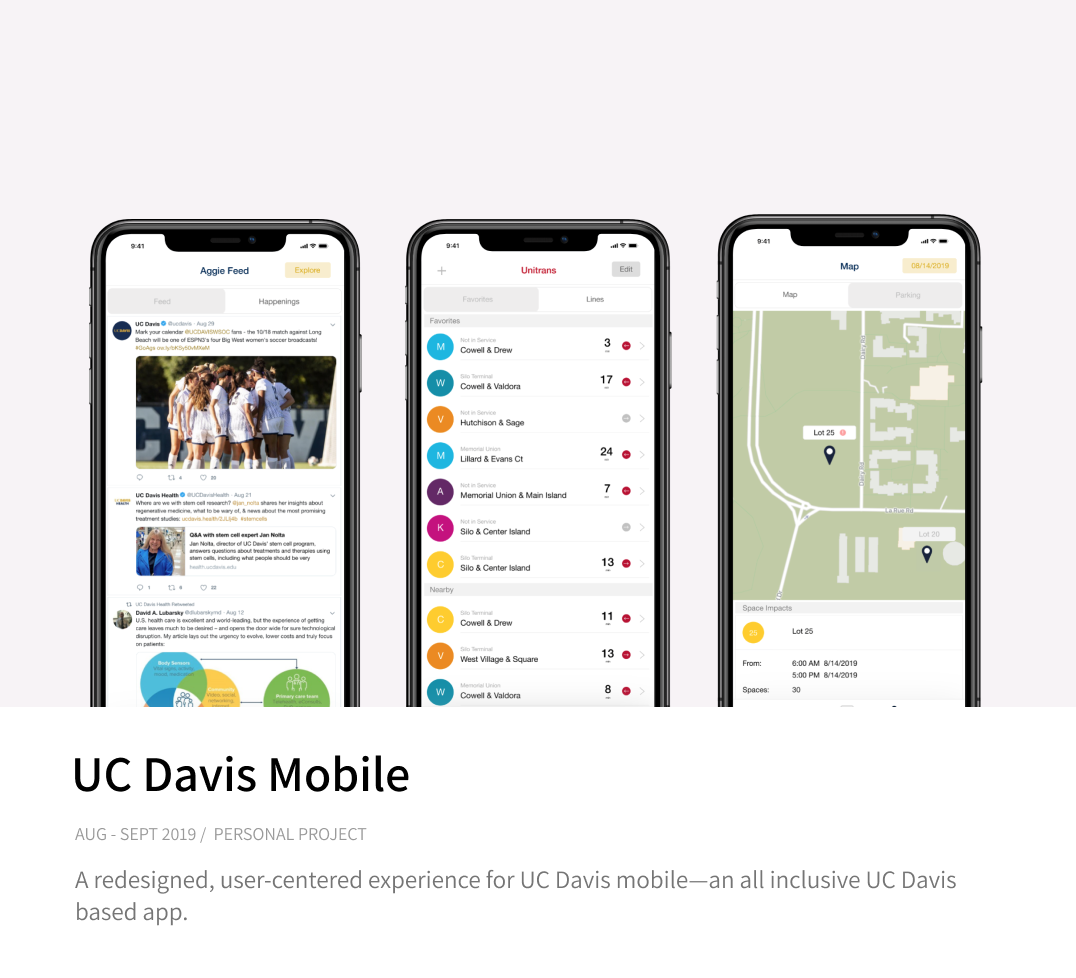 9:41
Aggie Feed
Explore
Feed
Happenings
UC DAVIS
UC Davis @ucdavis · Aug 29
Mark your calendar @UCDAVISWSOC fans - the 10/18 match against Long
Beach will be one of ESPN3's four Big West women's soccer broadcasts!
4
25
UC Davis Health @UCDavisHealth · Aug 21
Where are we with stem cell research? @jan_nolta shares her insights about
regenerative medicine, what to be wary of, & news about the most promising
treatment studies: #stemcells
Q&A with stem cell expert Jan Nolta
Jan Nolta, director of UC Davis' stem cell program,
answers questions about treatments and therapies using
stem cells, including what people should be very
health.ucdavis.edu
1
UC Davis Health Retweeted
David A. Lubarsky @dlubarskymd · Aug 12
U.S. health care is excellent and world-leading, but the experience of getting
care leaves much to be desired – and opens the door wide for sure technological
disruption. My article lays out the urgency to evolve, lower costs and truly focus
on patients:
Body Sensors
Community
Primary care team
9:41
Unitrans
Edit
Favorites
Lines
Favorites
M
Not in Service
Cowell & Drew
3
W
Silo Terminal
Cowell & Valdora
17
V
Not in Service
Hutchison & Sage
M
Memorial Union
Lillard & Evans Ct
24
A
Not in Service
Memorial Union & Main Island
7
K
Not in Service
Silo & Center Island
C
Silo Terminal
Silo & Center Island
13
Nearby
C
Silo Terminal
Cowell & Drew
11
V
Silo Terminal
West Village & Square
13
W
Memorial Union
Cowell & Valdora
8
9:41
Map
08/14/2019
Map
Parking
Dairy Rd
Lot 25
Dairy Rd
La Rue Rd
Lot 26
Space Impacts
25
Lot 25
From:
6:00 AM 8/14/2019
5:00 PM 8/14/2019
Spaces:
30
UC Davis Mobile
AUG - SEPT 2019 / PERSONAL PROJECT
A redesigned, user-centered experience for UC Davis mobile—an all inclusive UC Davis
based app.